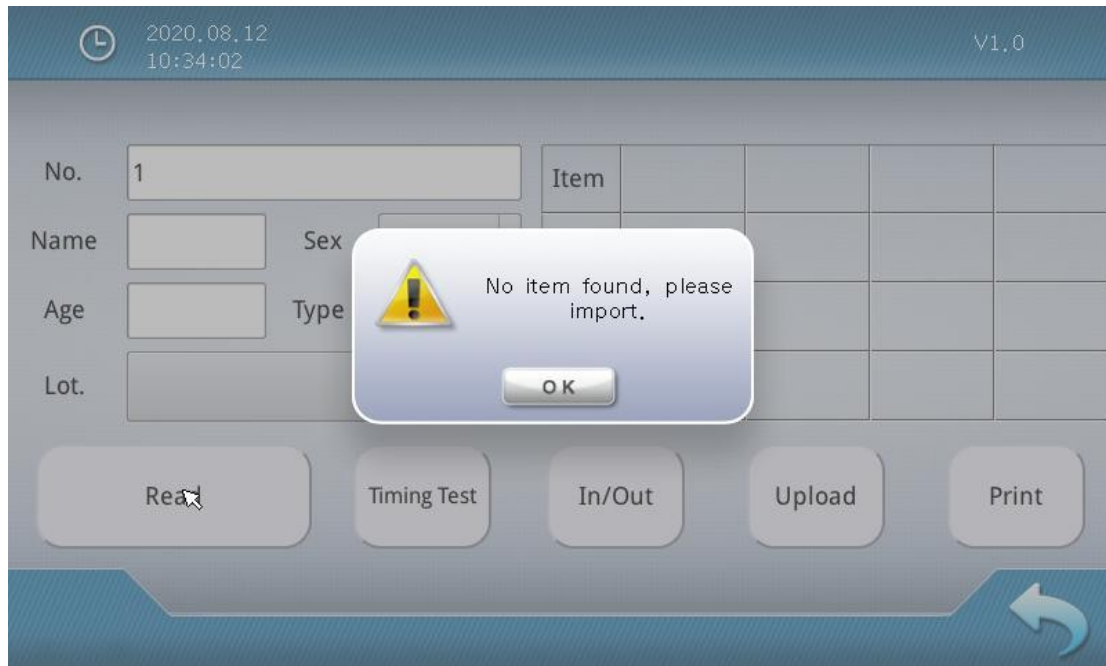 2020.08.12
10:34:02
V1.0
No.
1
Item
Name
Sex
Age
Type
Lot.
No item found, please
import.
OK
Read
Timing Test
In/Out
Upload
Print